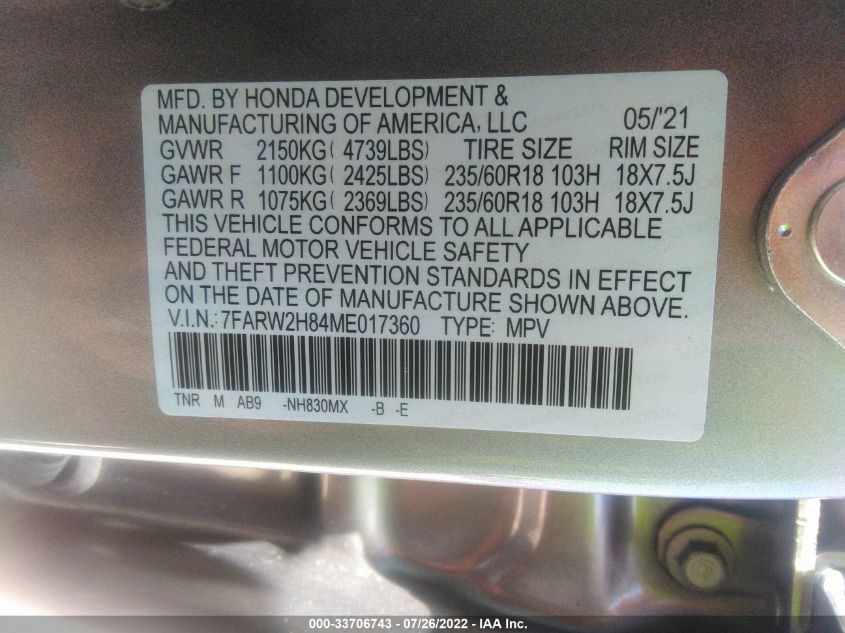 MFD. BY HONDA DEVELOPMENT &
MANUFACTURING OF AMERICA, LLC 05/'21
GVWR 2150KG( 4739LBS) TIRE SIZE RIM SIZE
GAWR F 1100KG( 2425LBS) 235/60R18 103H 18X7.5J
GAWR R 1075KG( 2369LBS) 235/60R18 103H 18X7.5J
THIS VEHICLE CONFORMS TO ALL APPLICABLE
FEDERAL MOTOR VEHICLE SAFETY
AND THEFT PREVENTION STANDARDS IN EFFECT
ON THE DATE OF MANUFACTURE SHOWN ABOVE.
V.I.N.: 7FARW2H84ME017360 TYPE: MPV
TNR M AB9 -NH830MX -B -E
000-33706743 - 07/26/2022 - IAA Inc.